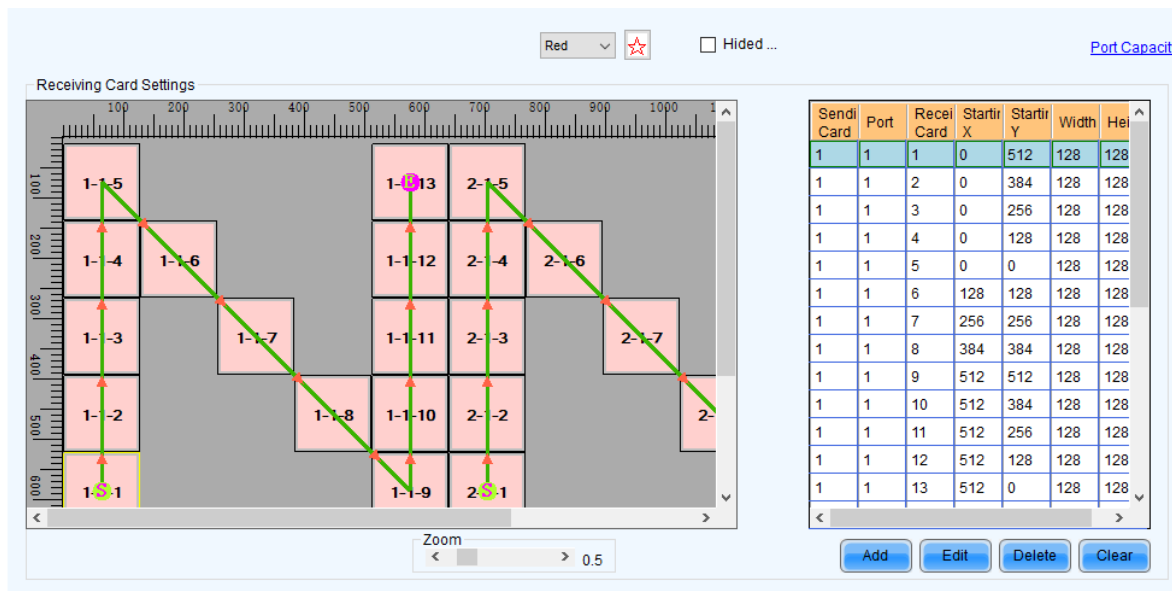 Red
Hided ...
Port Capacit
Receiving Card Settings
100 200 300 400 500 600 700 800 900 1000 1
100
200
300
400
500
600
1-1-5
1-1-4
1-1-6
1-1-3
1-1-7
1-1-2
1-1-8
1-S-1
1-1-9
1-E-13
1-1-12
1-1-11
1-1-10
2-1-5
2-1-4
2-1-6
2-1-3
2-1-7
2-1-2
2-
2-S-1
Zoom
0.5
Sendi Card Port Recei Card Startir X Startir Y Width Hei
1 1 1 0 512 128 128
1 1 2 0 384 128 128
1 1 3 0 256 128 128
1 1 4 0 128 128 128
1 1 5 0 0 128 128
1 1 6 128 128 128 128
1 1 7 256 256 128 128
1 1 8 384 384 128 128
1 1 9 512 512 128 128
1 1 10 512 384 128 128
1 1 11 512 256 128 128
1 1 12 512 128 128 128
1 1 13 512 0 128 128
Add Edit Delete Clear